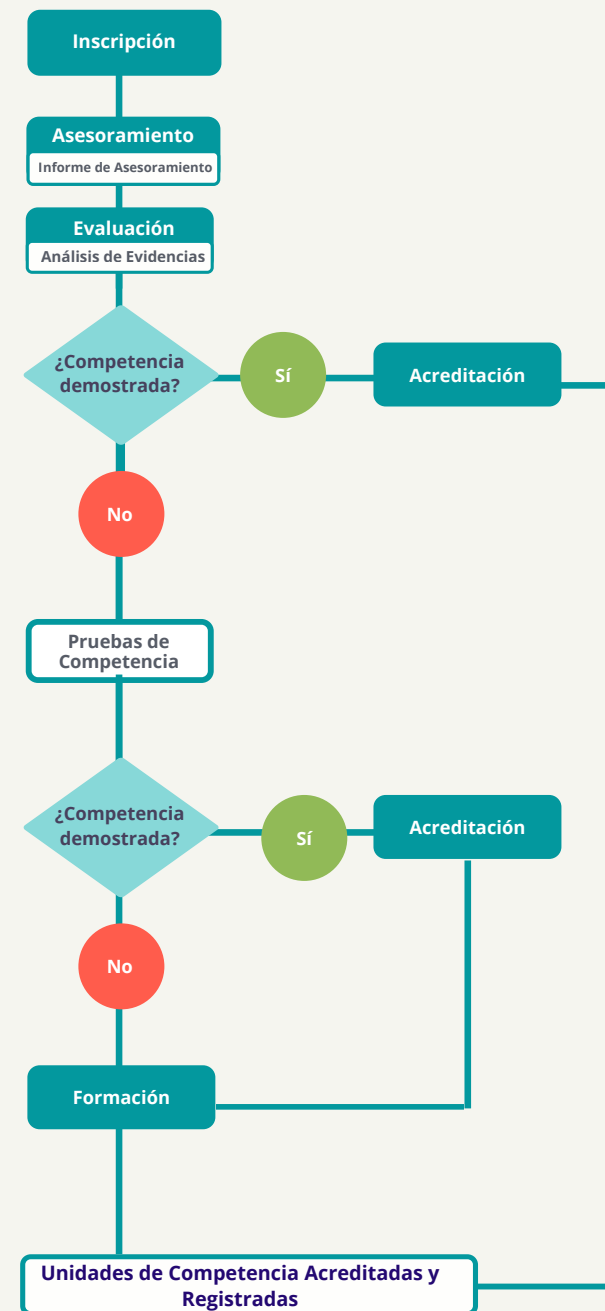 Inscripción
Asesoramiento
Informe de Asesoramiento
Evaluación
Análisis de Evidencias
¿Competencia
demostrada?
Sí
Acreditación
No
Pruebas de
Competencia
¿Competencia
demostrada?
Sí
Acreditación
No
Formación
Unidades de Competencia Acreditadas y
Registradas